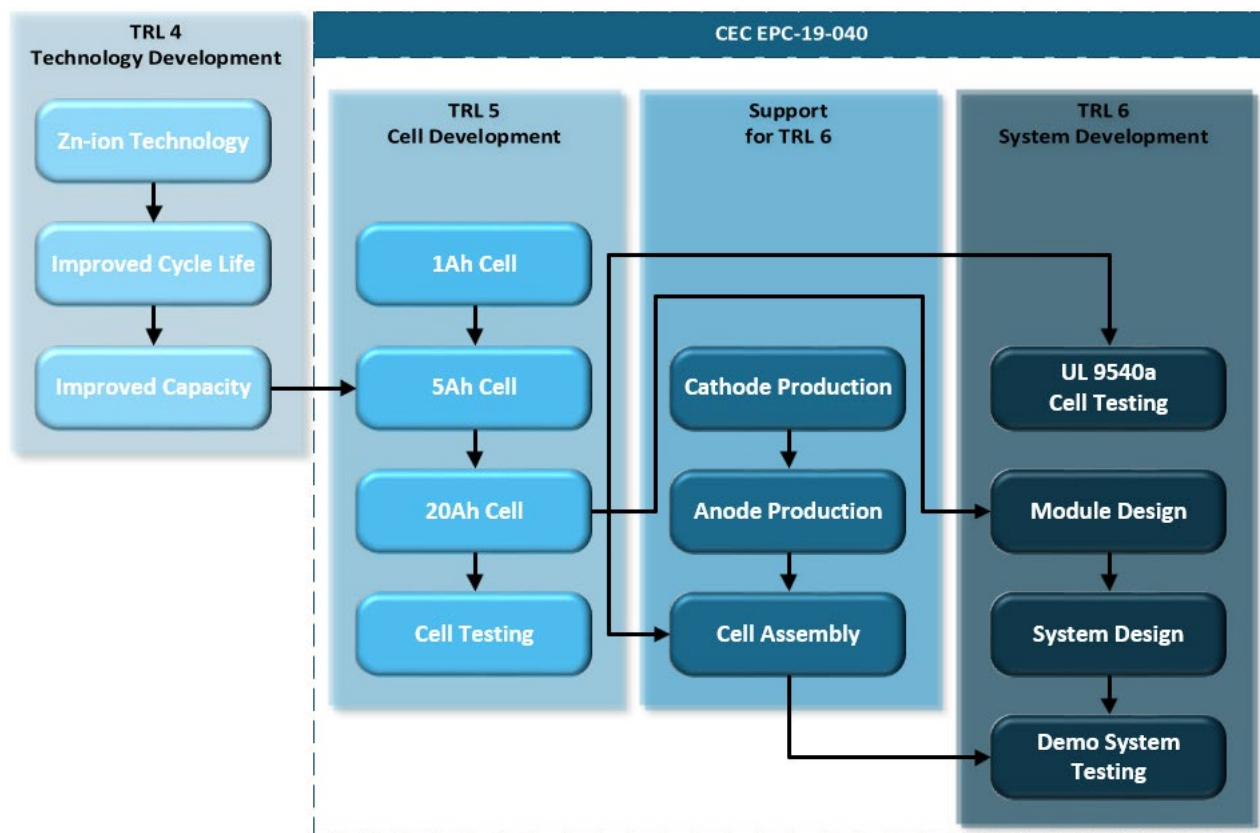 TRL 4
Technology Development
Zn-ion Technology
Improved Cycle Life
Improved Capacity
CEC EPC-19-040
TRL 5
Cell Development
1Ah Cell
5Ah Cell
20Ah Cell
Cell Testing
Support
for TRL 6
Cathode Production
Anode Production
Cell Assembly
TRL 6
System Development
UL 9540a
Cell Testing
Module Design
System Design
Demo System
Testing